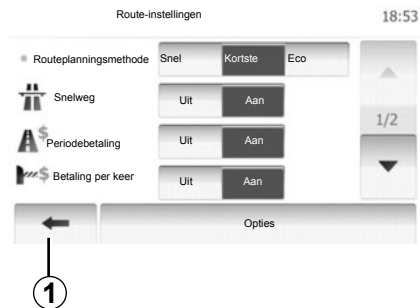 Route-instellingen 18:53
Routeplanningsmethode Snel Kortste Eco
Snelweg Uit Aan
1/2
$ Periodebetaling Uit Aan
$ Betaling per keer Uit Aan
Opties
1